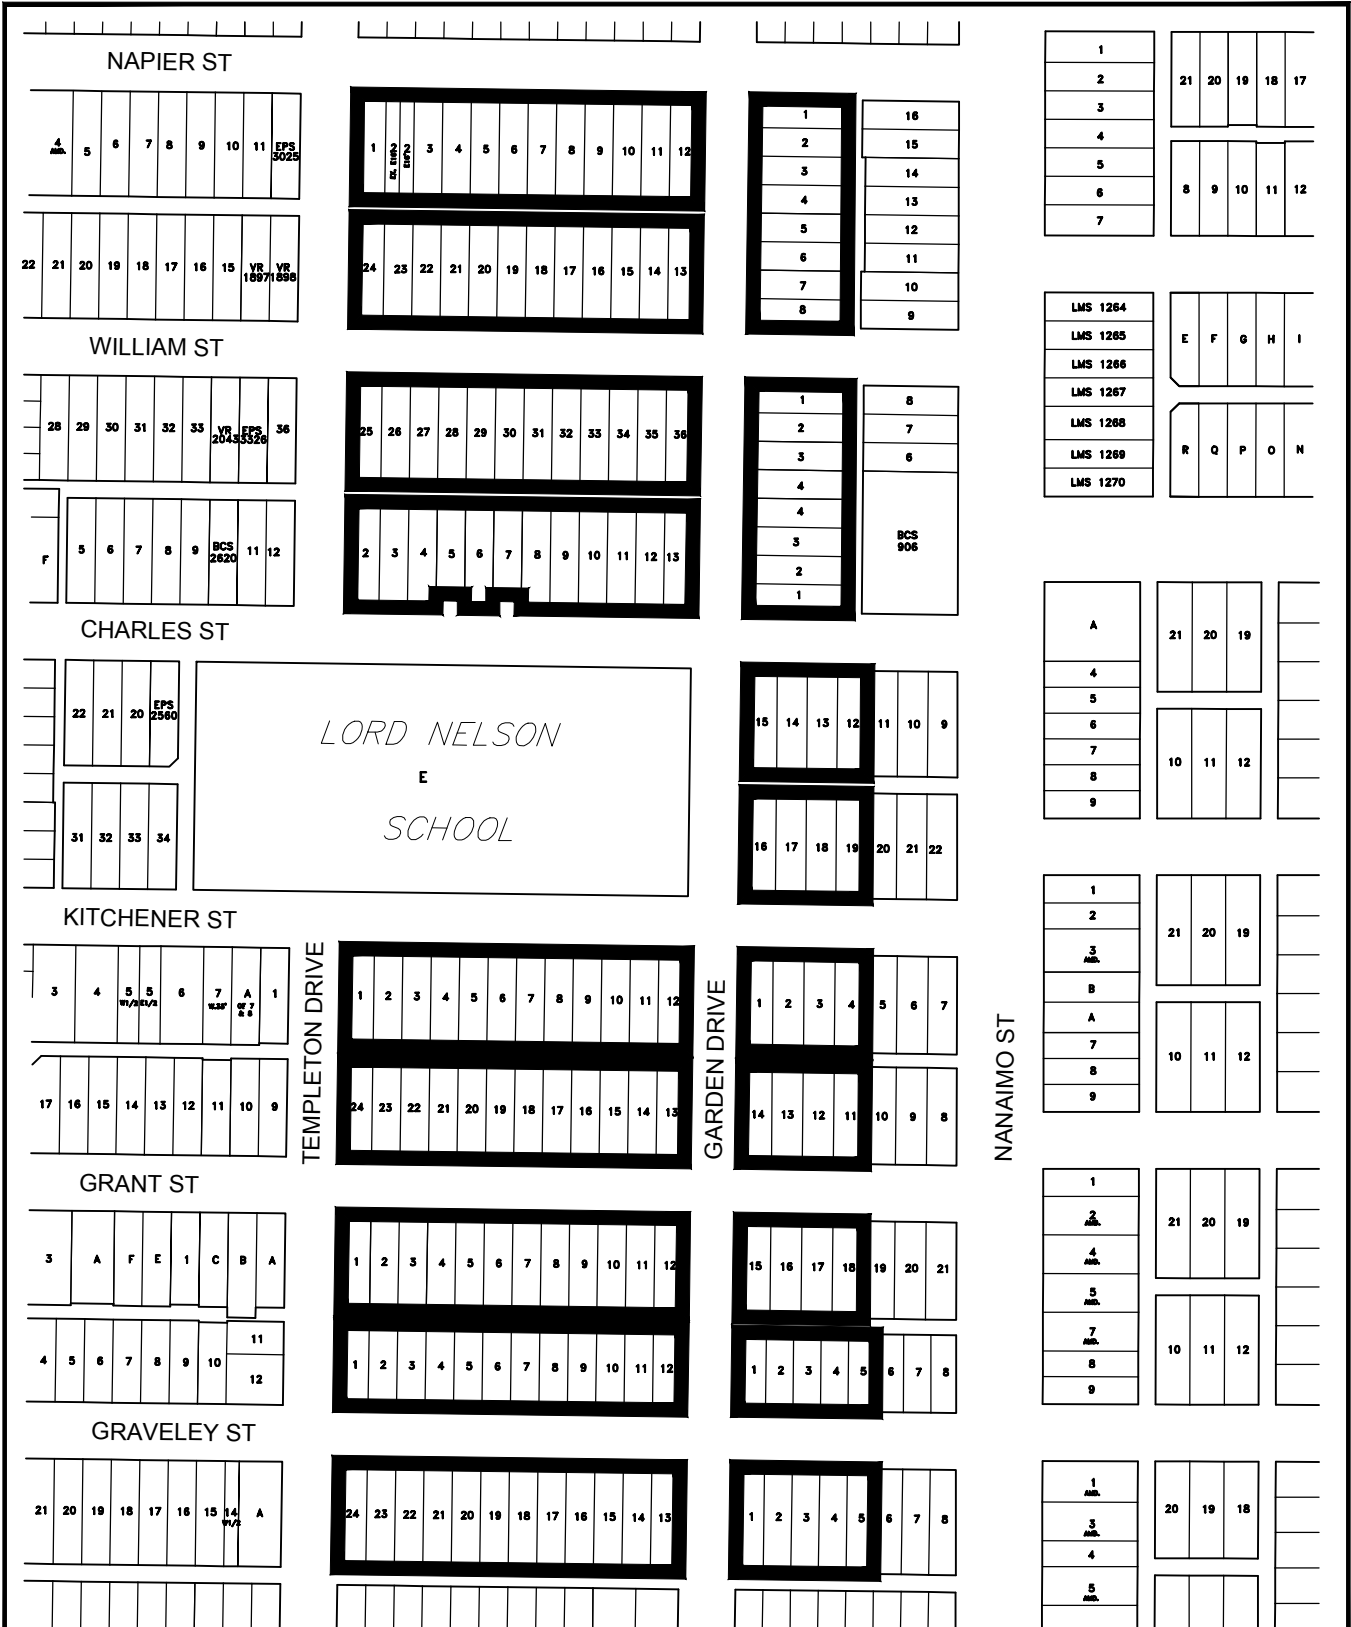 NAPIER ST
4 AMD. 5 6 7 8 9 10 11 EPS 3025
22 21 20 19 18 17 16 15 VR 1897 VR 1898
1 3 4 5 6 7 8 9 10 11 12
24 23 22 21 20 19 18 17 16 15 14 13
1 2 3 4 5 6 7 8
16 15 14 13 12 11 10 9
1 2 3 4 5 6 7
21 20 19 18 17
8 9 10 11 12
WILLIAM ST
28 29 30 31 32 33 VR 2043 EPS 3326 36
F 5 6 7 8 9 BCS 2620 11 12
25 26 27 28 29 30 31 32 33 34 35 36
2 3 4 5 6 7 8 9 10 11 12 13
1 2 3 4 4 3 2 1
8 7 6 BCS 906
LMS 1264
LMS 1265
LMS 1266
LMS 1267
LMS 1268
LMS 1269
LMS 1270
E F G H I
R Q P O N
CHARLES ST
22 21 20 EPS 2560
31 32 33 34
LORD NELSON
E
SCHOOL
15 14 13 12 11 10 9
16 17 18 19 20 21 22
A 4 5 6 7 8 9
21 20 19
10 11 12
KITCHENER ST
3 4 5 W1/2 5 E1/2 6 7 W.38' A OF 7 & 8 1
17 16 15 14 13 12 11 10 9
TEMPLETON DRIVE
1 2 3 4 5 6 7 8 9 10 11 12
24 23 22 21 20 19 18 17 16 15 14 13
GARDEN DRIVE
1 2 3 4 5 6 7
14 13 12 11 10 9 8
NANAIMO ST
1 2 3 AMD. B A 7 8 9
21 20 19
10 11 12
GRANT ST
3 A F E 1 C B A
4 5 6 7 8 9 10 11 12
1 2 3 4 5 6 7 8 9 10 11 12
1 2 3 4 5 6 7 8 9 10 11 12
15 16 17 18 19 20 21
1 2 3 4 5 6 7 8
1 2 AMD. 4 AMD. 5 AMD. 7 AMD. 8 9
21 20 19
10 11 12
GRAVELEY ST
21 20 19 18 17 16 15 14 W1/2 A
24 23 22 21 20 19 18 17 16 15 14 13
1 2 3 4 5 6 7 8
1 AMD. 3 AMD. 4 5 AMD.
20 19 18